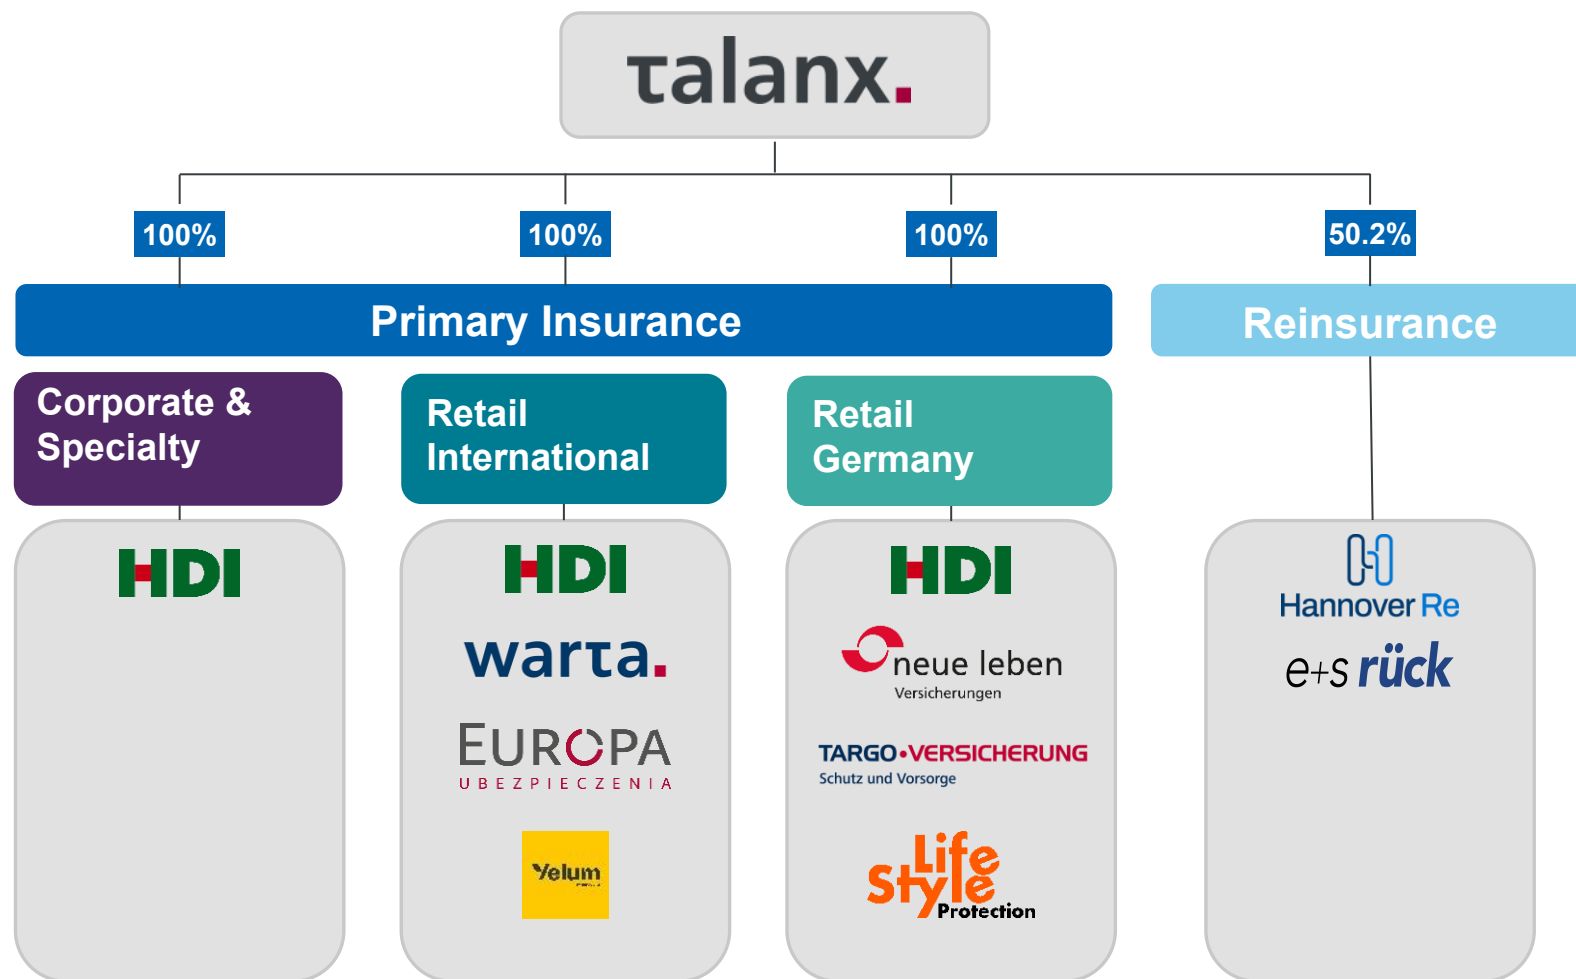 talanx.
100%
100%
100%
50.2%
Primary Insurance
Reinsurance
Corporate &
Specialty
Retail
International
Retail
Germany
HDI
HDI
warta.
EUROPA
UBEZPIECZENIA
Yelum
HDI
neue leben
Versicherungen
TARGO•VERSICHERUNG
Schutz und Vorsorge
Life
Style
Protection
Hannover Re
e+s rück